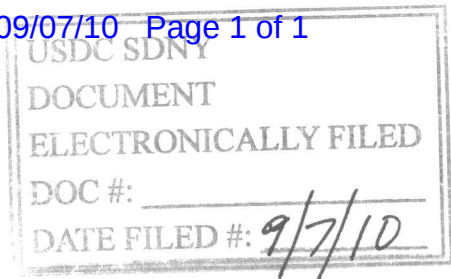 09/07/10 Page 1 of 1
USDC SDNY
DOCUMENT
ELECTRONICALLY FILED
DOC #:
DATE FILED #: 9/7/10